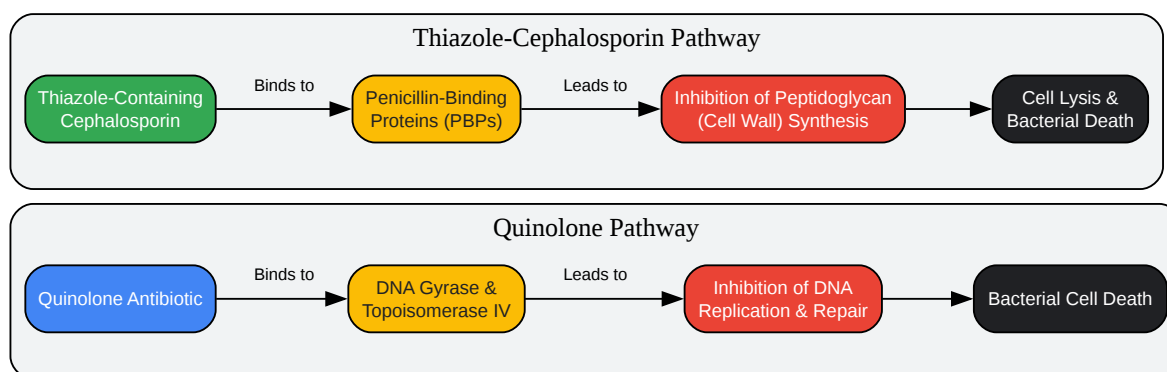 Thiazole-Cephalosporin Pathway
Thiazole-Containing
Cephalosporin
Binds to
Penicillin-Binding
Proteins (PBPs)
Leads to
Inhibition of Peptidoglycan
(Cell Wall) Synthesis
Cell Lysis &
Bacterial Death
Quinolone Pathway
Quinolone Antibiotic
Binds to
DNA Gyrase &
Topoisomerase IV
Leads to
Inhibition of DNA
Replication & Repair
Bacterial Cell Death